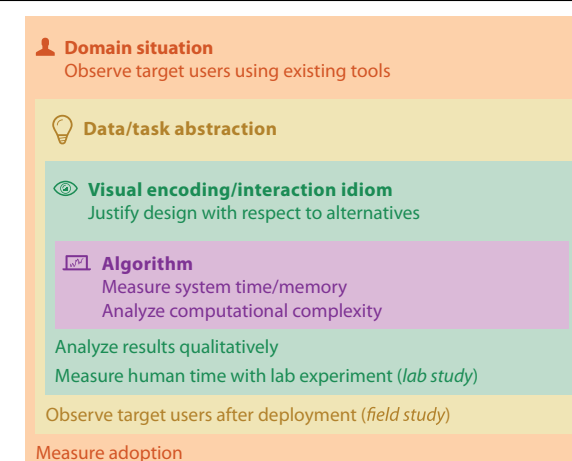 Domain situation
Observe target users using existing tools
Data/task abstraction
Visual encoding/interaction idiom
Justify design with respect to alternatives
Algorithm
Measure system time/memory
Analyze computational complexity
Analyze results qualitatively
Measure human time with lab experiment (lab study)
Observe target users after deployment (field study)
Measure adoption